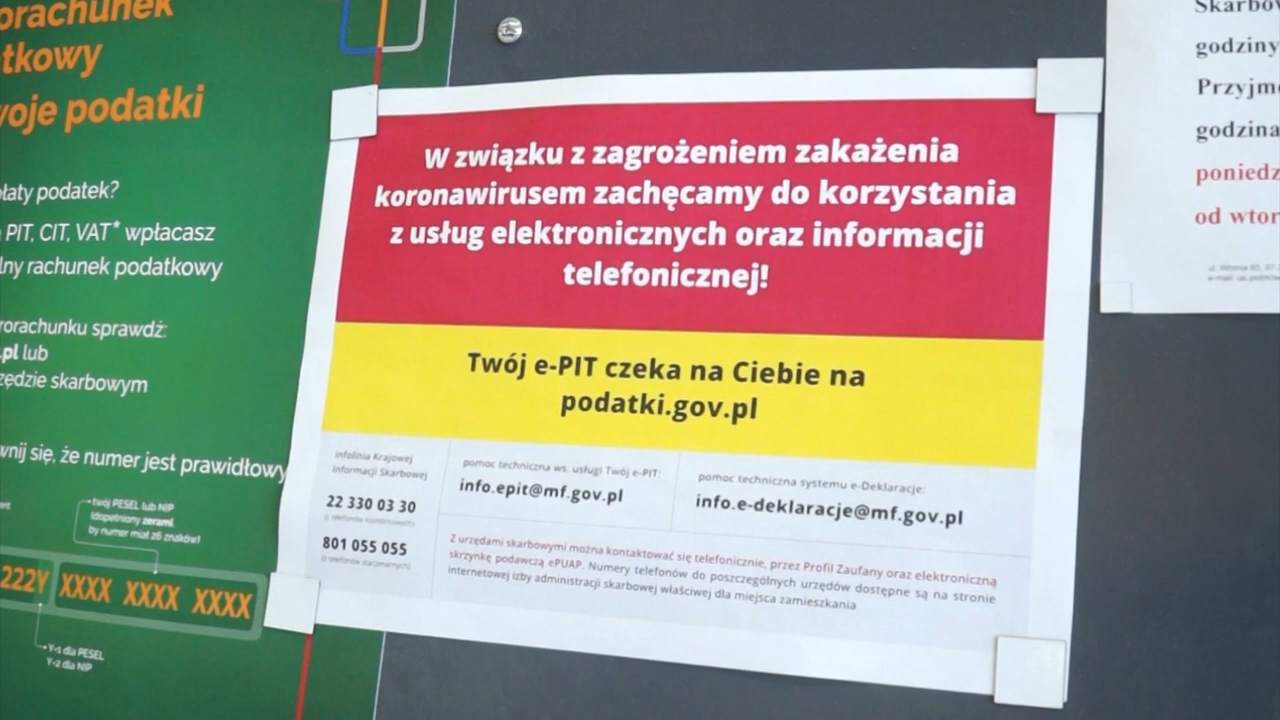 orachunek
tkowy
woje podatki
łaty podatek?
PIT, CIT, VAT* wpłacasz
lny rachunek podatkowy
rorachunku sprawdź:
.pl lub
zędzie skarbowym
wnij się, że numer jest prawidłowy
twój PESEL lub NIP
(dopełniony zerami,
by numer miał 26 znaków)
222Y XXXX XXXX XXXX
Y-1 dla PESEL
Y-2 dla NIP
W związku z zagrożeniem zakażenia
koronawirusem zachęcamy do korzystania
z usług elektronicznych oraz informacji
telefonicznej!
Twój e-PIT czeka na Ciebie na
podatki.gov.pl
infolinia Krajowej
Informacji Skarbowej
22 330 03 30
(z telefonów komórkowych)
801 055 055
(z telefonów stacjonarnych)
pomoc techniczna ws. usługi Twój e-PIT:
info.epit@mf.gov.pl
pomoc techniczna systemu e-Deklaracje:
info.e-deklaracje@mf.gov.pl
Z urzędami skarbowymi można kontaktować się telefonicznie, przez Profil Zaufany oraz elektroniczną
skrzynkę podawczą ePUAP. Numery telefonów do poszczególnych urzędów dostępne są na stronie
internetowej izby administracji skarbowej właściwej dla miejsca zamieszkania
Skarbow
godziny
Przyjmo
godzina
poniedz
od wtor